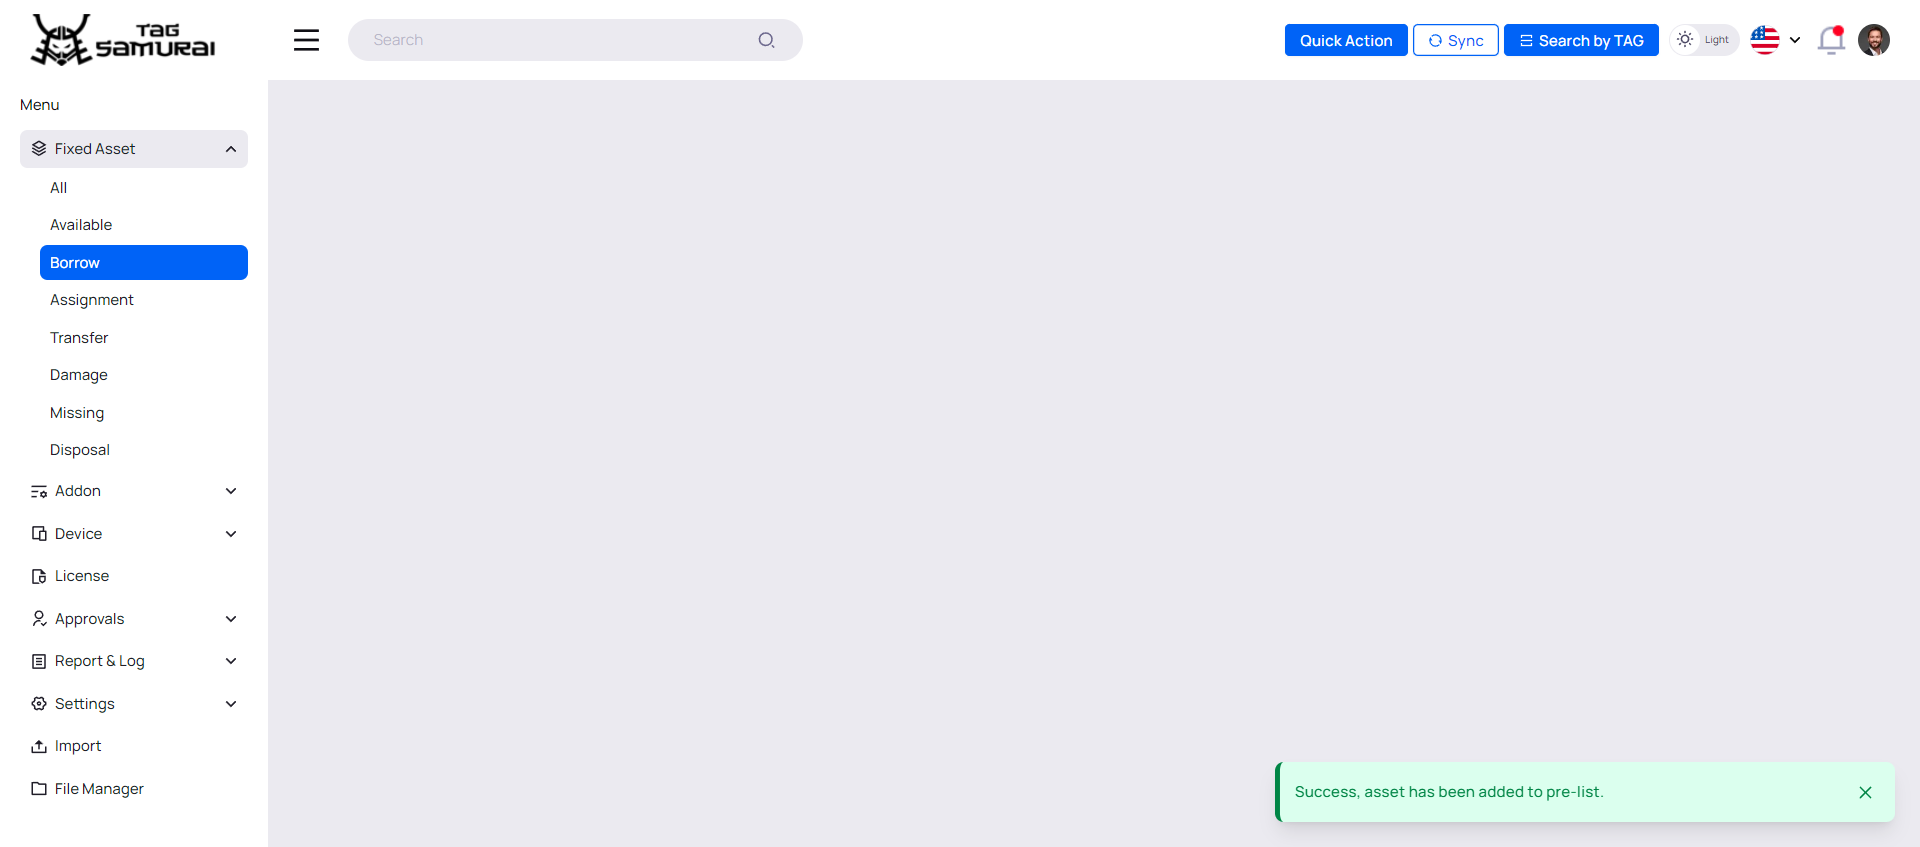 TAG
SAMURAI
Search
Quick Action
Sync
Search by TAG
Light
Menu
Fixed Asset
All
Available
Borrow
Assignment
Transfer
Damage
Missing
Disposal
Addon
Device
License
Approvals
Report & Log
Settings
Import
File Manager
Success, asset has been added to pre-list.